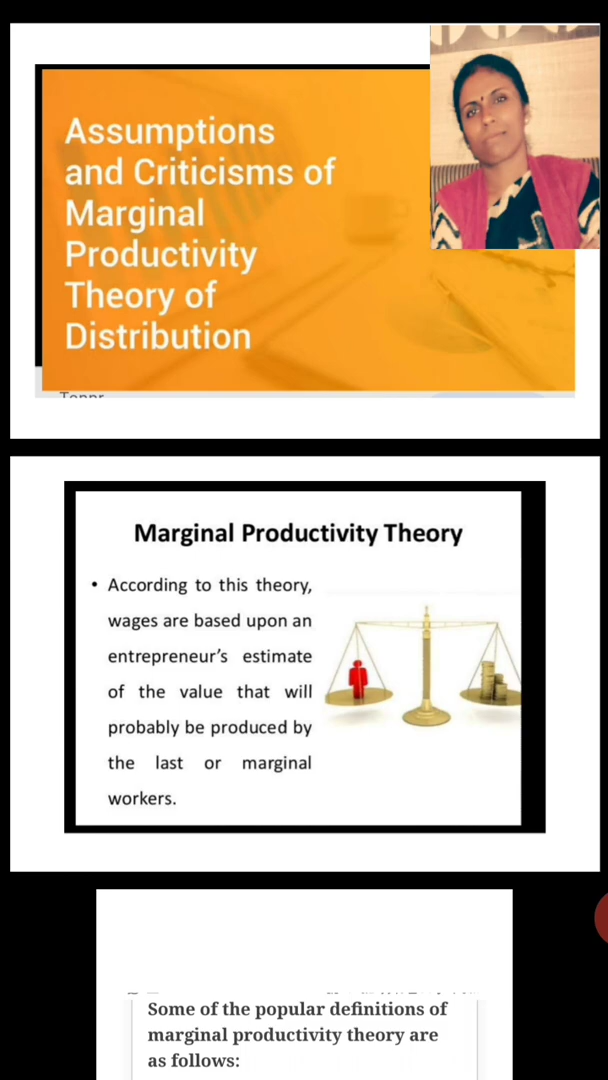 Assumptions
and Criticisms of
Marginal
Productivity
Theory of
Distribution
Marginal Productivity Theory
• According to this theory,
wages are based upon an
entrepreneur’s estimate
of the value that will
probably be produced by
the last or marginal
workers.
Some of the popular definitions of
marginal productivity theory are
as follows: